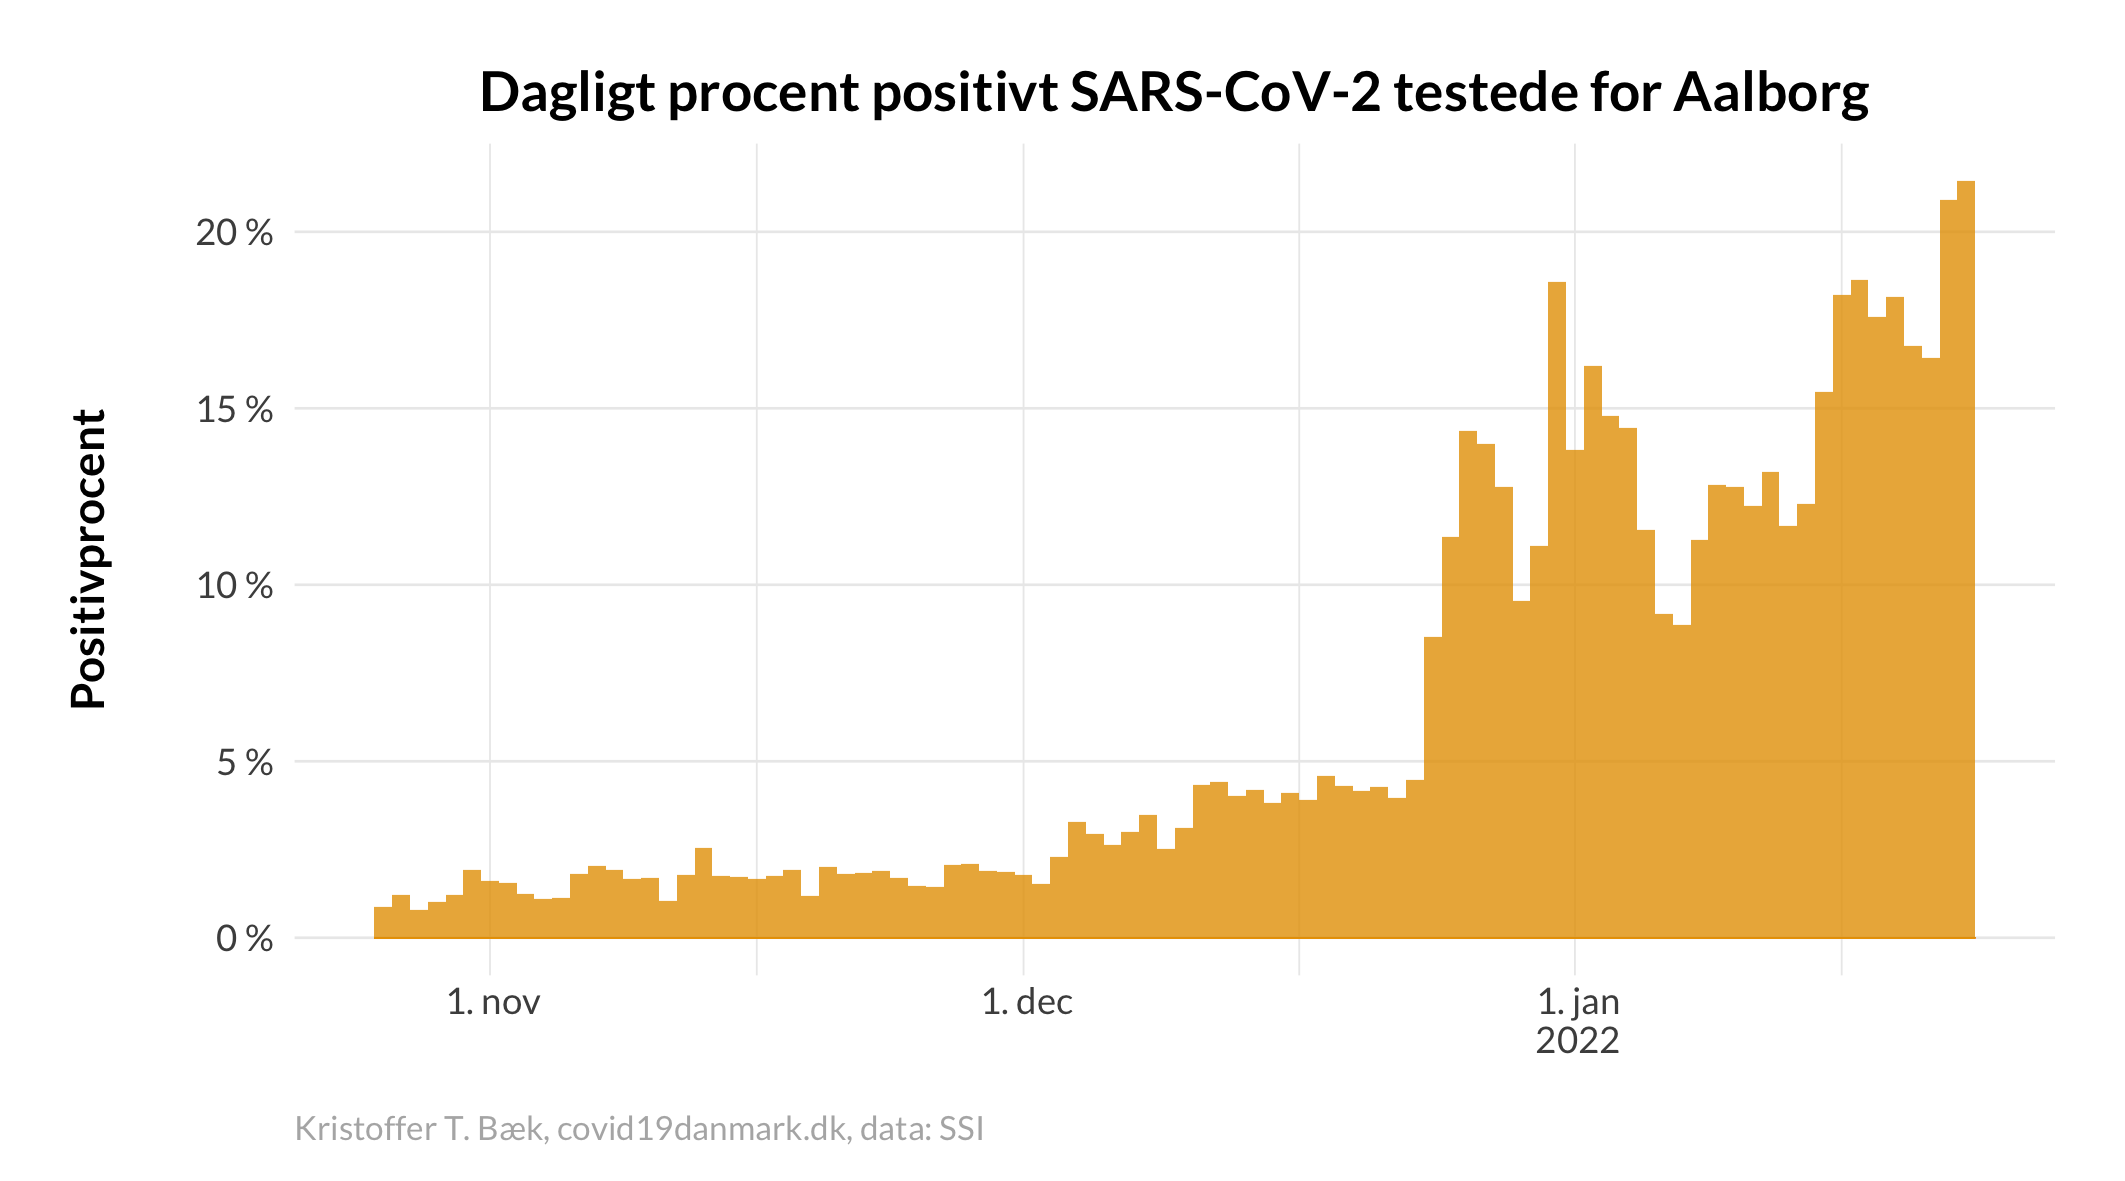 Dagligt procent positivt SARS-CoV-2 testede for Aalborg
Positivprocent
20 %
15 %
10 %
5 %
0 %
1. nov
1. dec
1. jan
2022
Kristoffer T. Bæk, covid19danmark.dk, data: SSI